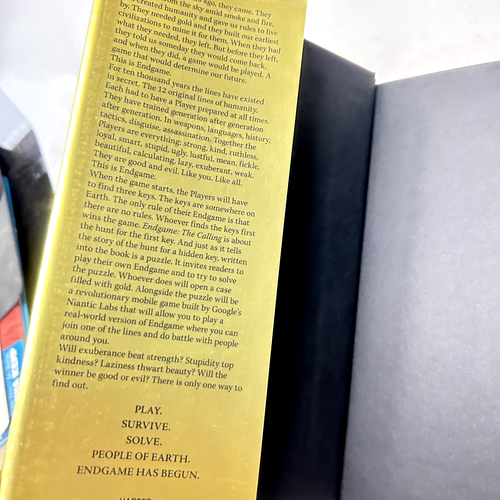 ago, they came. They
from the sky amid smoke and fire,
created humanity and gave us rules to live
by. They needed gold and they built our earliest
civilizations to mine it for them. When they had
what they needed, they left. But before they left,
they told us someday they would come back,
and when they did, a game would be played. A
game that would determine our future.
This is Endgame.
For ten thousand years the lines have existed
in secret. The 12 original lines of humanity.
Each had to have a Player prepared at all times.
They have trained generation after generation
after generation. In weapons, languages, history,
tactics, disguise, assassination. Together the
Players are everything: strong, kind, ruthless,
loyal, smart, stupid, ugly, lustful, mean, fickle,
beautiful, calculating, lazy, exuberant, weak.
They are good and evil. Like you. Like all.
This is Endgame.
When the game starts, the Players will have
to find three keys. The keys are somewhere on
Earth. The only rule of their Endgame is that
there are no rules. Whoever finds the keys first
wins the game. Endgame: The Calling is about
the hunt for the first key. And just as it tells
the story of the hunt for a hidden key, written
into the book is a puzzle. It invites readers to
play their own Endgame and to try to solve
the puzzle. Whoever does will open a case
filled with gold. Alongside the puzzle will be
a revolutionary mobile game built by Google's
Niantic Labs that will allow you to play a
real-world version of Endgame where you can
join one of the lines and do battle with people
around you.
Will exuberance beat strength? Stupidity top
kindness? Laziness thwart beauty? Will the
winner be good or evil? There is only one way to
find out.
PLAY.
SURVIVE.
SOLVE.
PEOPLE OF EARTH.
ENDGAME HAS BEGUN.